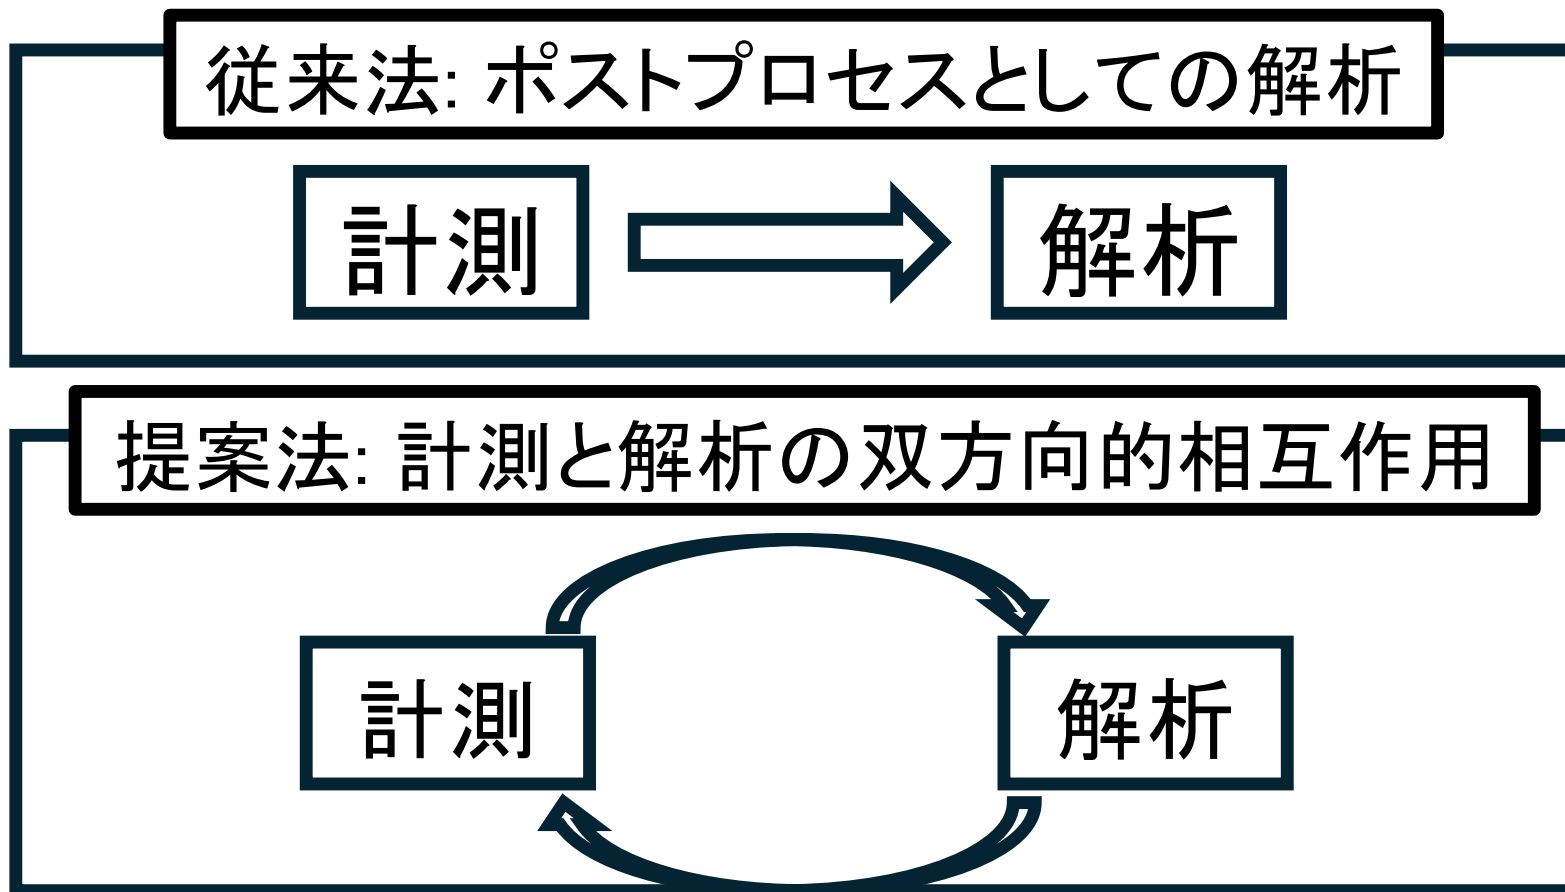 従来法: ポストプロセスとしての解析
計測
解析
提案法: 計測と解析の双方向的相互作用
計測
解析